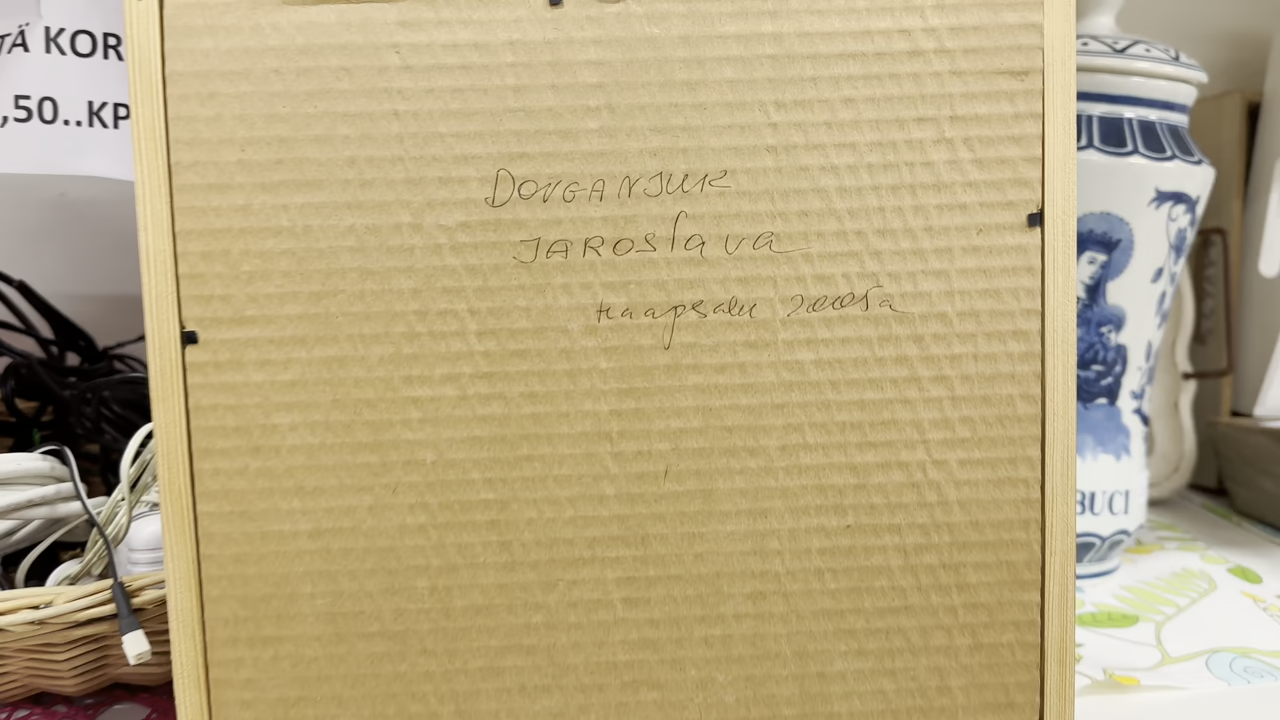 TÄ KOR
,50..KP
DOVGANJUK
JAROSlava
Haapsalu 2005a
BUCI